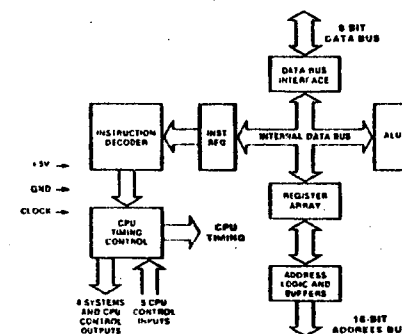 8 BIT
DATA BUS
DATA BUS
INTERFACE
INSTRUCTION
DECODER
INST
REG
INTERNAL DATA BUS
ALU
+5V
GND
CLOCK
CPU
TIMING
CONTROL
CPU
TIMING
REGISTER
ARRAY
ADDRESS
LOGIC AND
BUFFERS
8 SYSTEMS
AND CPU
CONTROL
OUTPUTS
5 CPU
CONTROL
INPUTS
16-BIT
ADDRESS BU